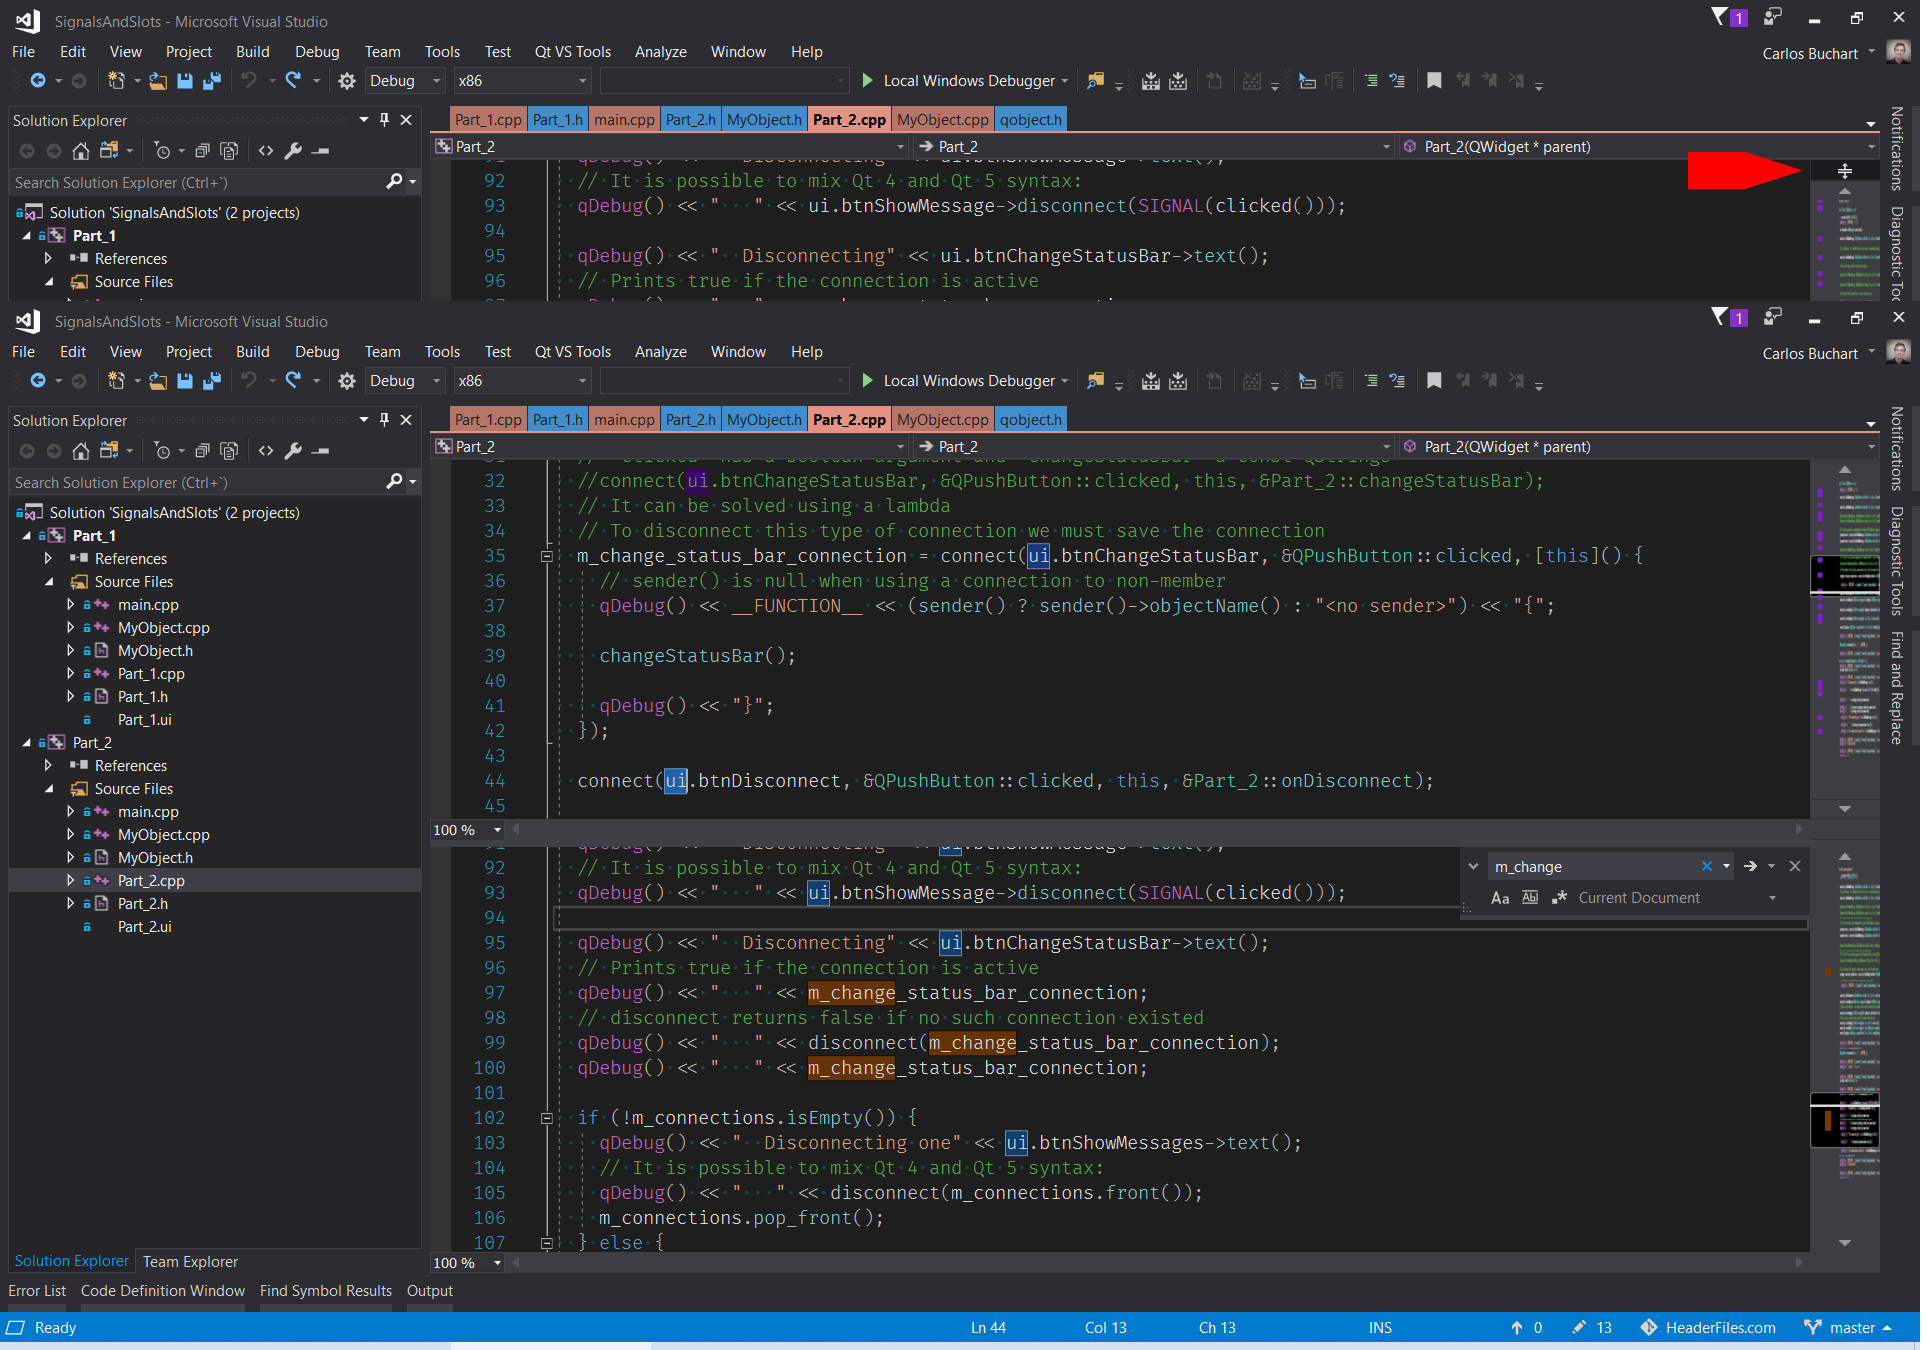 SignalsAndSlots - Microsoft Visual Studio
1
File Edit View Project Build Debug Team Tools Test Qt VS Tools Analyze Window Help
Carlos Buchart
Debug x86 Local Windows Debugger
Solution Explorer
Part_1.cpp Part_1.h main.cpp Part_2.h MyObject.h Part_2.cpp MyObject.cpp qobject.h
Part_2 Part_2 Part_2(QWidget * parent)
Notifications
Diagnostic Too
Search Solution Explorer (Ctrl+`)
Solution 'SignalsAndSlots' (2 projects)
Part_1
References
Source Files
92 // It is possible to mix Qt 4 and Qt 5 syntax:
93 qDebug() << "   " << ui.btnShowMessage->disconnect(SIGNAL(clicked()));
94
95 qDebug() << "  Disconnecting" << ui.btnChangeStatusBar->text();
96 // Prints true if the connection is active
SignalsAndSlots - Microsoft Visual Studio
1
File Edit View Project Build Debug Team Tools Test Qt VS Tools Analyze Window Help
Carlos Buchart
Debug x86 Local Windows Debugger
Solution Explorer
Part_1.cpp Part_1.h main.cpp Part_2.h MyObject.h Part_2.cpp MyObject.cpp qobject.h
Part_2 Part_2 Part_2(QWidget * parent)
Notifications
Diagnostic Tools
Find and Replace
Search Solution Explorer (Ctrl+`)
Solution 'SignalsAndSlots' (2 projects)
Part_1
References
Source Files
main.cpp
MyObject.cpp
MyObject.h
Part_1.cpp
Part_1.h
Part_1.ui
Part_2
References
Source Files
main.cpp
MyObject.cpp
MyObject.h
Part_2.cpp
Part_2.h
Part_2.ui
32 //connect(ui.btnChangeStatusBar, &QPushButton::clicked, this, &Part_2::changeStatusBar);
33 // It can be solved using a lambda
34 // To disconnect this type of connection we must save the connection
35 m_change_status_bar_connection = connect(ui.btnChangeStatusBar, &QPushButton::clicked, [this]() {
36 // sender() is null when using a connection to non-member
37 qDebug() << __FUNCTION__ << (sender() ? sender()->objectName() : "<no sender>") << "{";
38
39 changeStatusBar();
40
41 qDebug() << "}";
42 });
43
44 connect(ui.btnDisconnect, &QPushButton::clicked, this, &Part_2::onDisconnect);
45
100 %
m_change
Aa Abl .* Current Document
92 // It is possible to mix Qt 4 and Qt 5 syntax:
93 qDebug() << "   " << ui.btnShowMessage->disconnect(SIGNAL(clicked()));
94
95 qDebug() << "  Disconnecting" << ui.btnChangeStatusBar->text();
96 // Prints true if the connection is active
97 qDebug() << "   " << m_change_status_bar_connection;
98 // disconnect returns false if no such connection existed
99 qDebug() << "   " << disconnect(m_change_status_bar_connection);
100 qDebug() << "   " << m_change_status_bar_connection;
101
102 if (!m_connections.isEmpty()) {
103 qDebug() << "  Disconnecting one" << ui.btnShowMessages->text();
104 // It is possible to mix Qt 4 and Qt 5 syntax:
105 qDebug() << "   " << disconnect(m_connections.front());
106 m_connections.pop_front();
107 } else {
100 %
Solution Explorer Team Explorer
Error List Code Definition Window Find Symbol Results Output
Ready Ln 44 Col 13 Ch 13 INS 0 13 HeaderFiles.com master